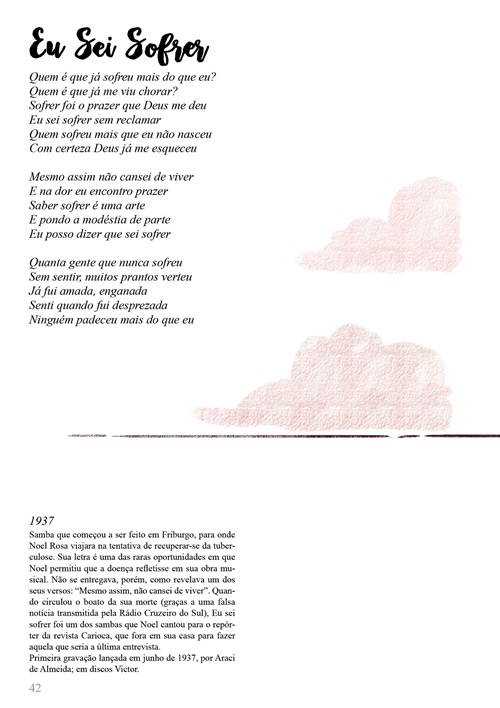 Eu Sei Sofrer
Quem é que já sofreu mais do que eu?
Quem é que já me viu chorar?
Sofrer foi o prazer que Deus me deu
Eu sei sofrer sem reclamar
Quem sofreu mais que eu não nasceu
Com certeza Deus já me esqueceu
Mesmo assim não cansei de viver
E na dor eu encontro prazer
Saber sofrer é uma arte
E pondo a modéstia de parte
Eu posso dizer que sei sofrer
Quanta gente que nunca sofreu
Sem sentir, muitos prantos verteu
Já fui amada, enganada
Senti quando fui desprezada
Ninguém padeceu mais do que eu
1937
Samba que começou a ser feito em Friburgo, para onde
Noel Rosa viajara na tentativa de recuperar-se da tuber-
culose. Sua letra é uma das raras oportunidades em que
Noel permitiu que a doença refletisse em sua obra mu-
sical. Não se entregava, porém, como revelava um dos
seus versos: “Mesmo assim, não cansei de viver”. Quan-
do circulou o boato da sua morte (graças a uma falsa
notícia transmitida pela Rádio Cruzeiro do Sul), Eu sei
sofrer foi um dos sambas que Noel cantou para o repór-
ter da revista Carioca, que fora em sua casa para fazer
aquela que seria a última entrevista.
Primeira gravação lançada em junho de 1937, por Araci
de Almeida; em discos Victor.
42